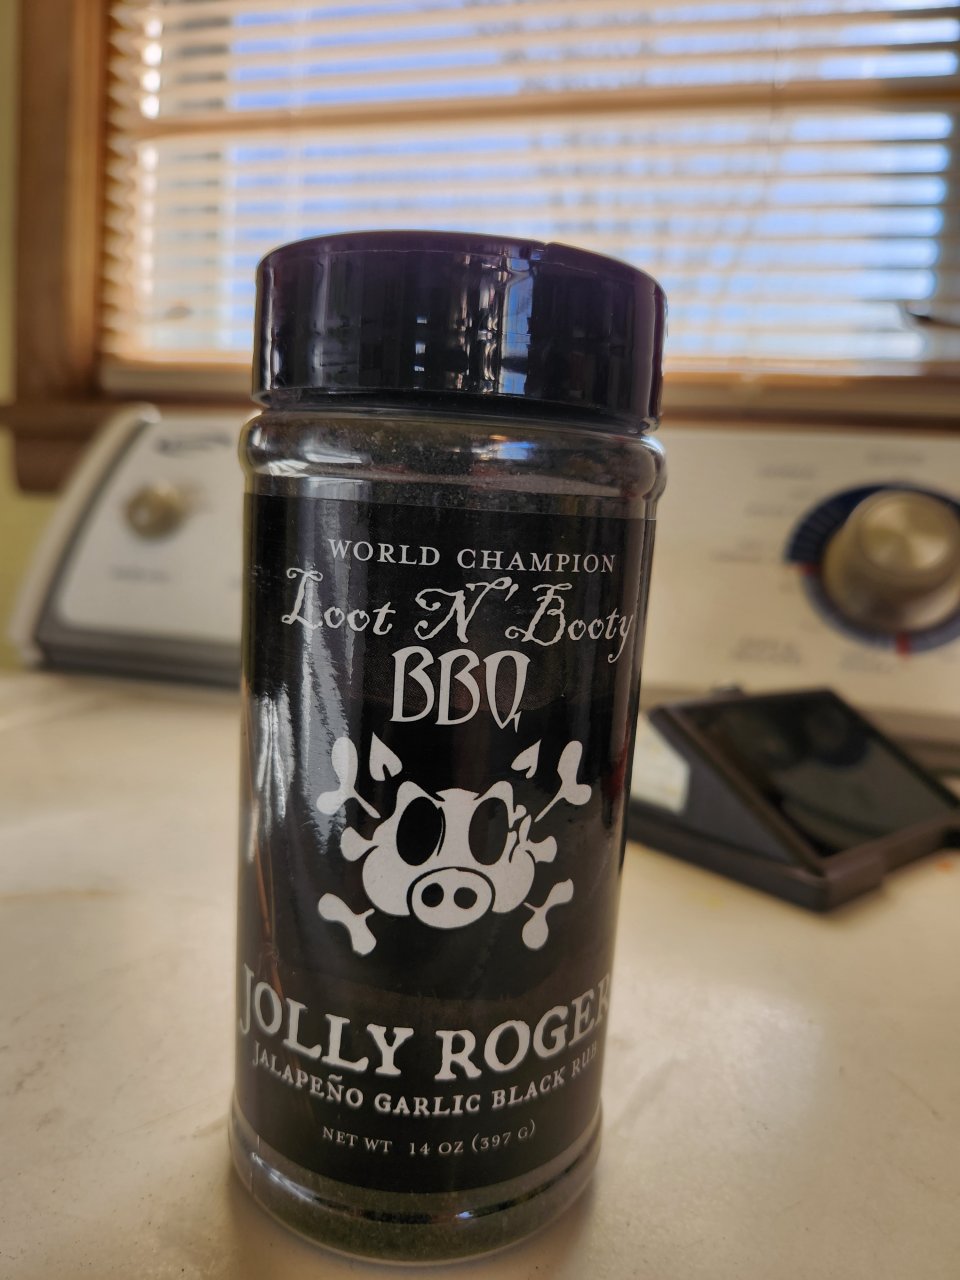 WORLD CHAMPION
Loot N' Booty
BBQ
JOLLY ROGER
JALAPEÑO GARLIC BLACK RUB
NET WT 14 OZ (397 G)